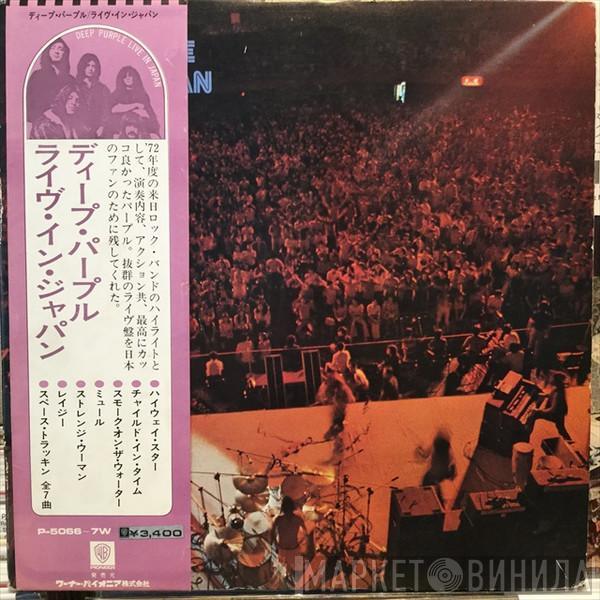 ディープ・パープル/ライヴ・イン・ジャパン
DEEP PURPLE LIVE IN JAPAN
'72年度の来日ロック・バンドのハイライトと
して、演奏内容、アクション共、最高にカッ
コ良かったパープル。抜群のライヴ盤を日本
のファンのために残してくれた。
ディープ・パープル
ライヴ・イン・ジャパン
●ハイウェイ・スター
●チャイルド・イン・タイム
●スモーク・オン・ザ・ウォーター
●ミュール
●ストレンジ・ウーマン
●レイジー
●スペース・トラッキン 全7曲
P-5066~7W
¥3,400
PIONEER
発売元
ワーナー・パイオニア株式会社
E
AN
МАРКЕТ ВИНИЛА